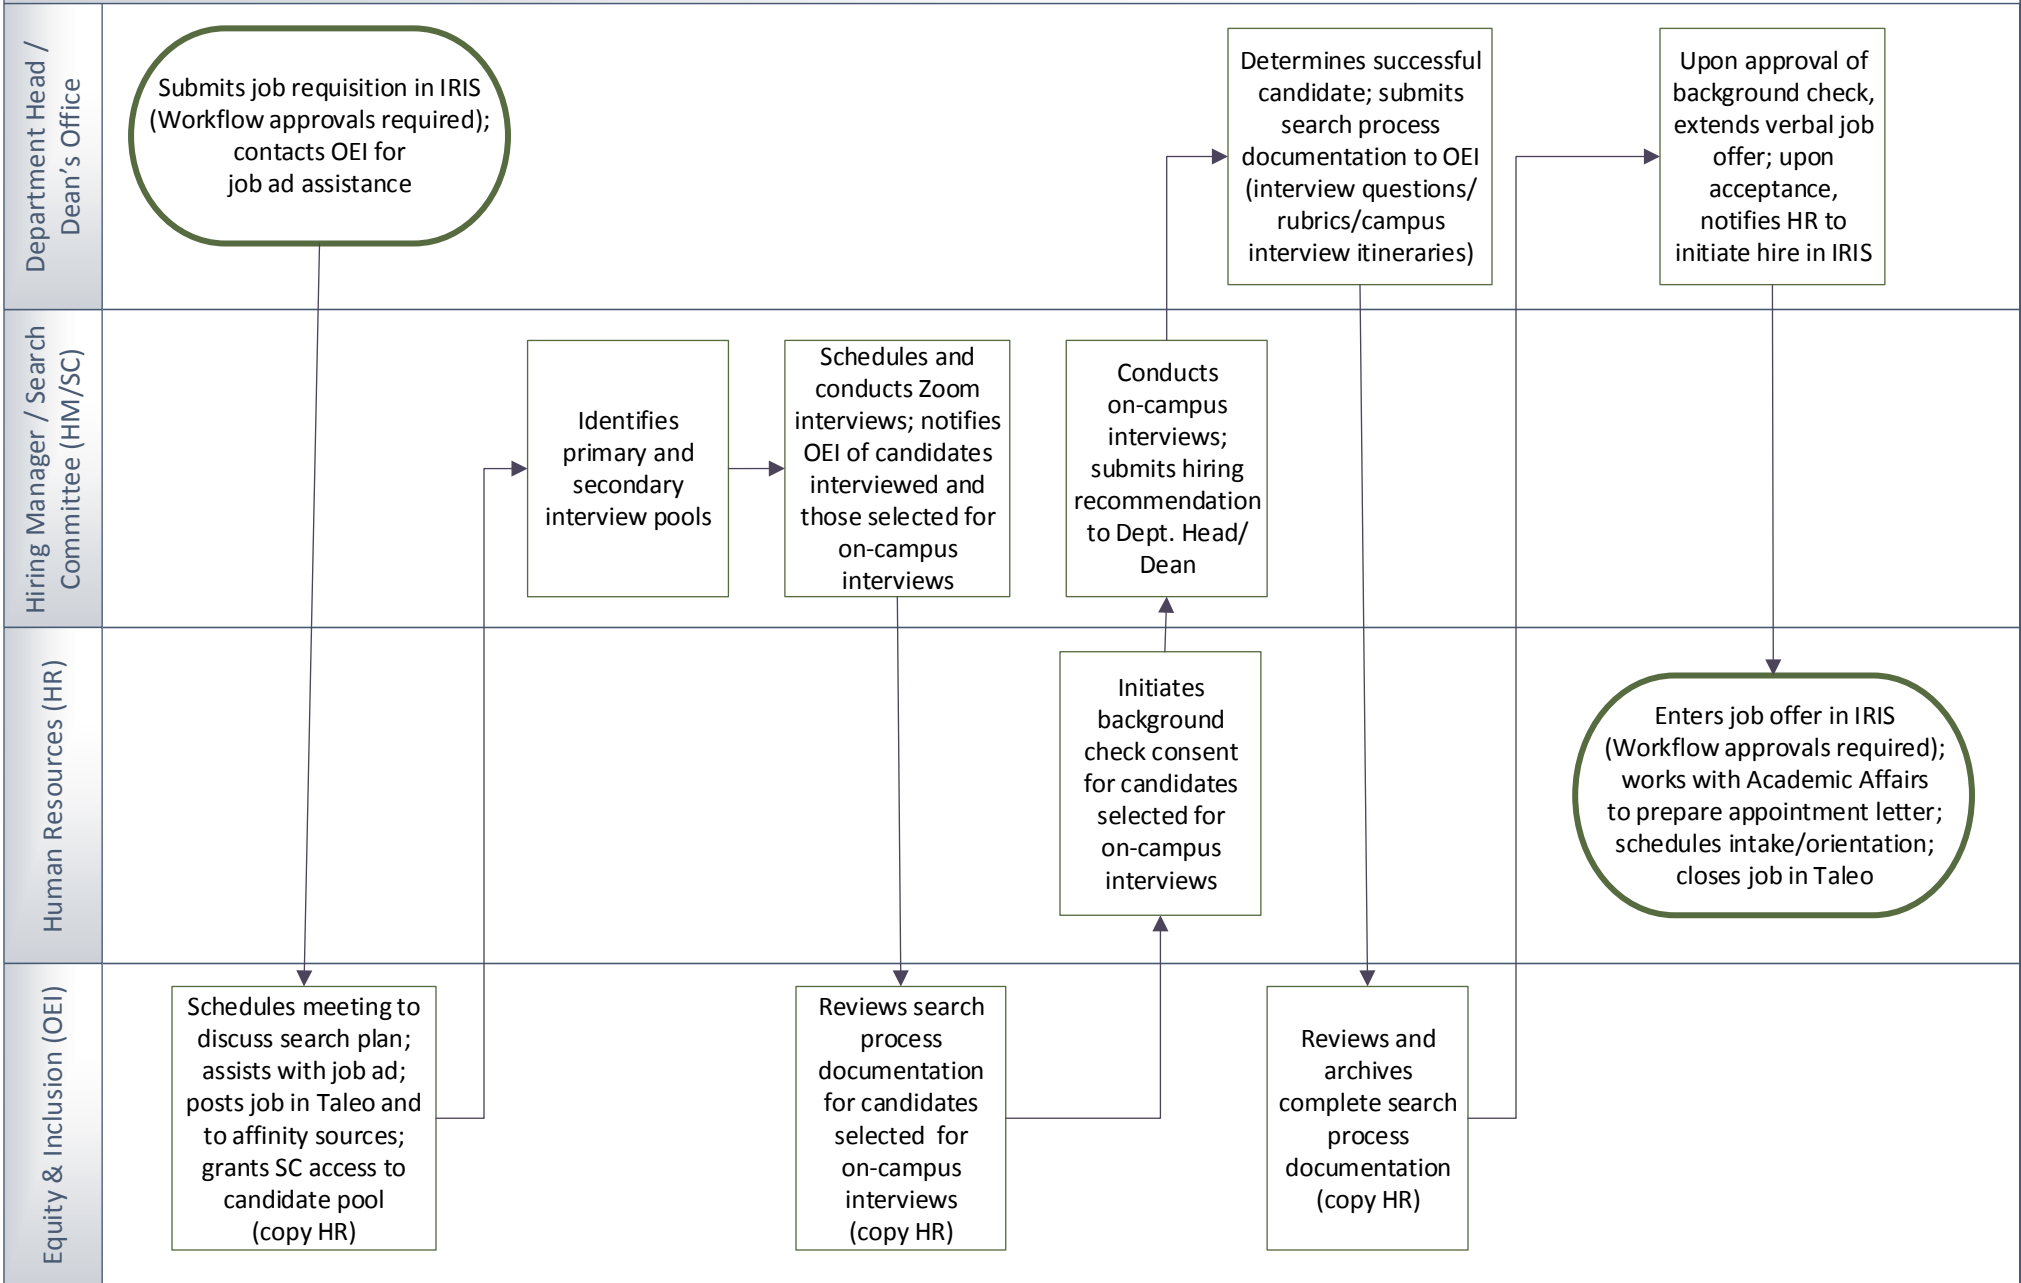 Department Head /
Dean's Office
Submits job requisition in IRIS
(Workflow approvals required);
contacts OEI for
job ad assistance
Determines successful
candidate; submits
search process
documentation to OEI
(interview questions/
rubrics/campus
interview itineraries)
Upon approval of
background check,
extends verbal job
offer; upon
acceptance,
notifies HR to
initiate hire in IRIS
Hiring Manager / Search
Committee (HM/SC)
Identifies
primary and
secondary
interview pools
Schedules and
conducts Zoom
interviews; notifies
OEI of candidates
interviewed and
those selected for
on-campus
interviews
Conducts
on-campus
interviews;
submits hiring
recommendation
to Dept. Head/
Dean
Human Resources (HR)
Initiates
background
check consent
for candidates
selected for
on-campus
interviews
Enters job offer in IRIS
(Workflow approvals required);
works with Academic Affairs
to prepare appointment letter;
schedules intake/orientation;
closes job in Taleo
Equity & Inclusion (OEI)
Schedules meeting to
discuss search plan;
assists with job ad;
posts job in Taleo and
to affinity sources;
grants SC access to
candidate pool
(copy HR)
Reviews search
process
documentation
for candidates
selected for
on-campus
interviews
(copy HR)
Reviews and
archives
complete search
process
documentation
(copy HR)